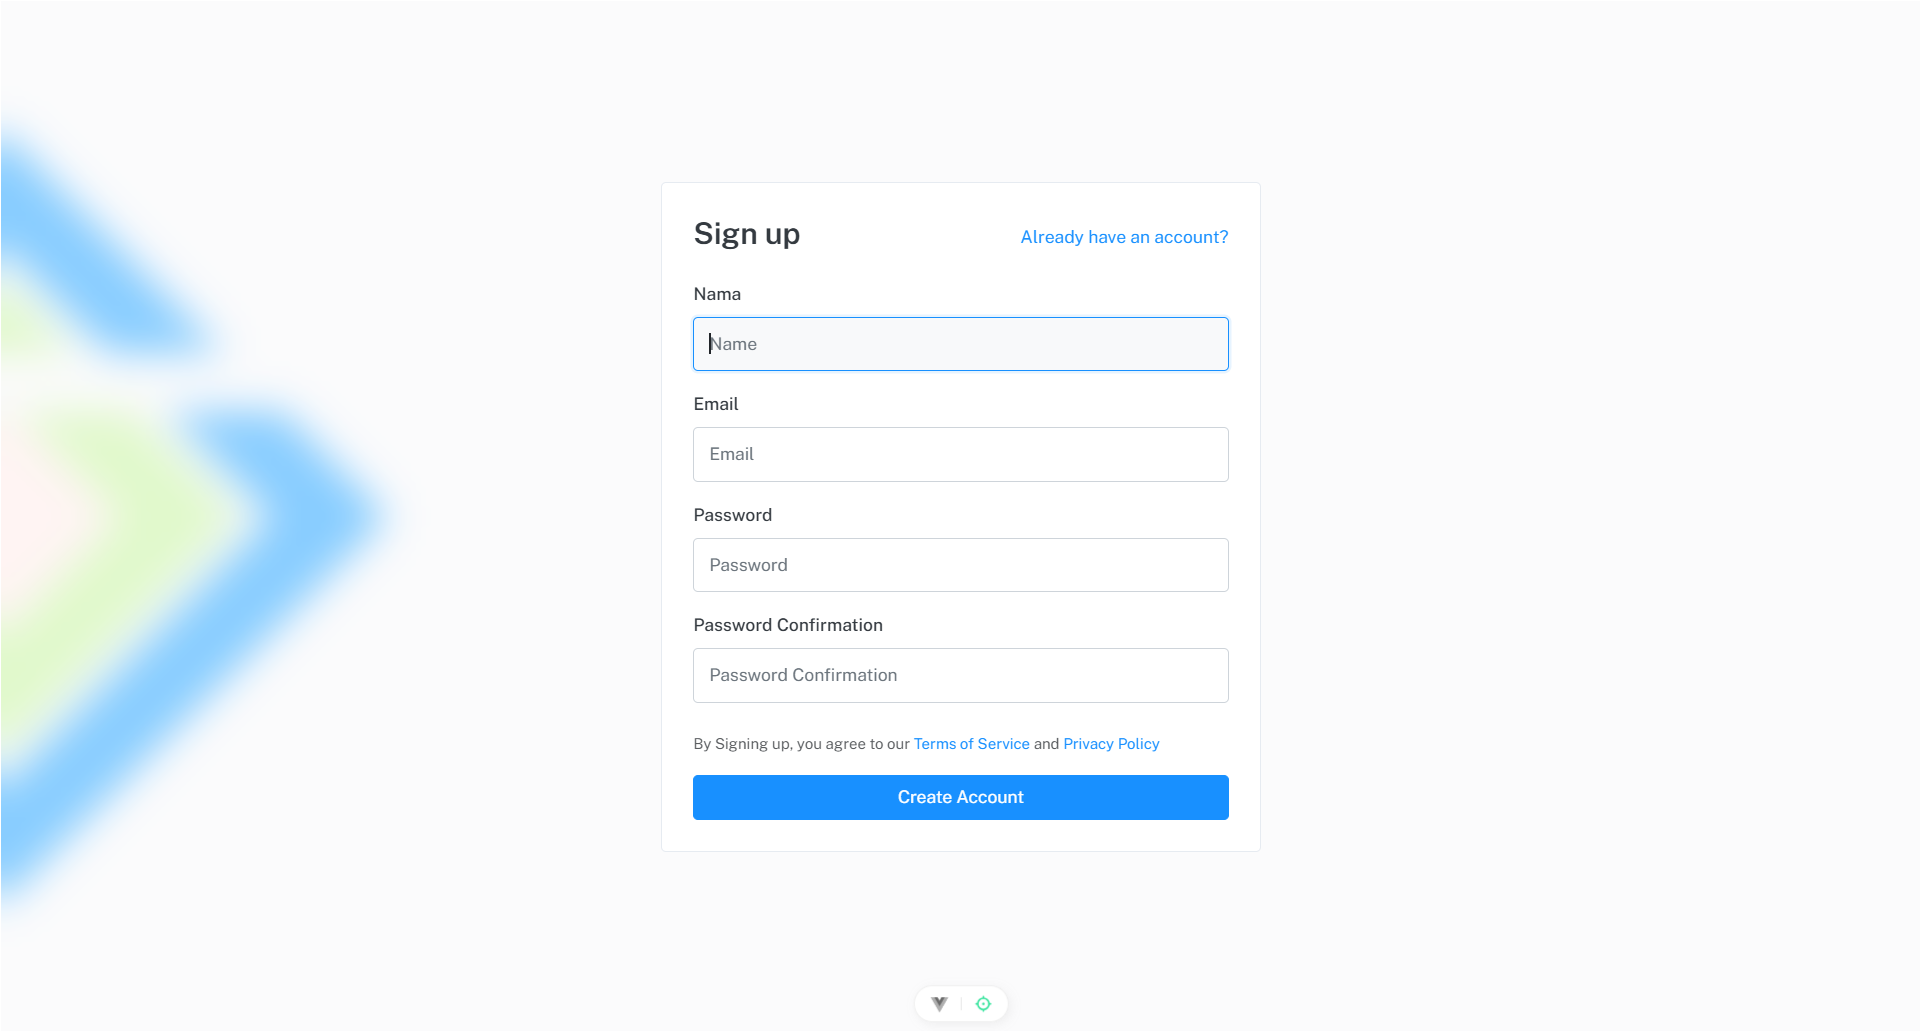 Sign up
Already have an account?
Nama
Name
Email
Email
Password
Password
Password Confirmation
Password Confirmation
By Signing up, you agree to our Terms of Service and Privacy Policy
Create Account